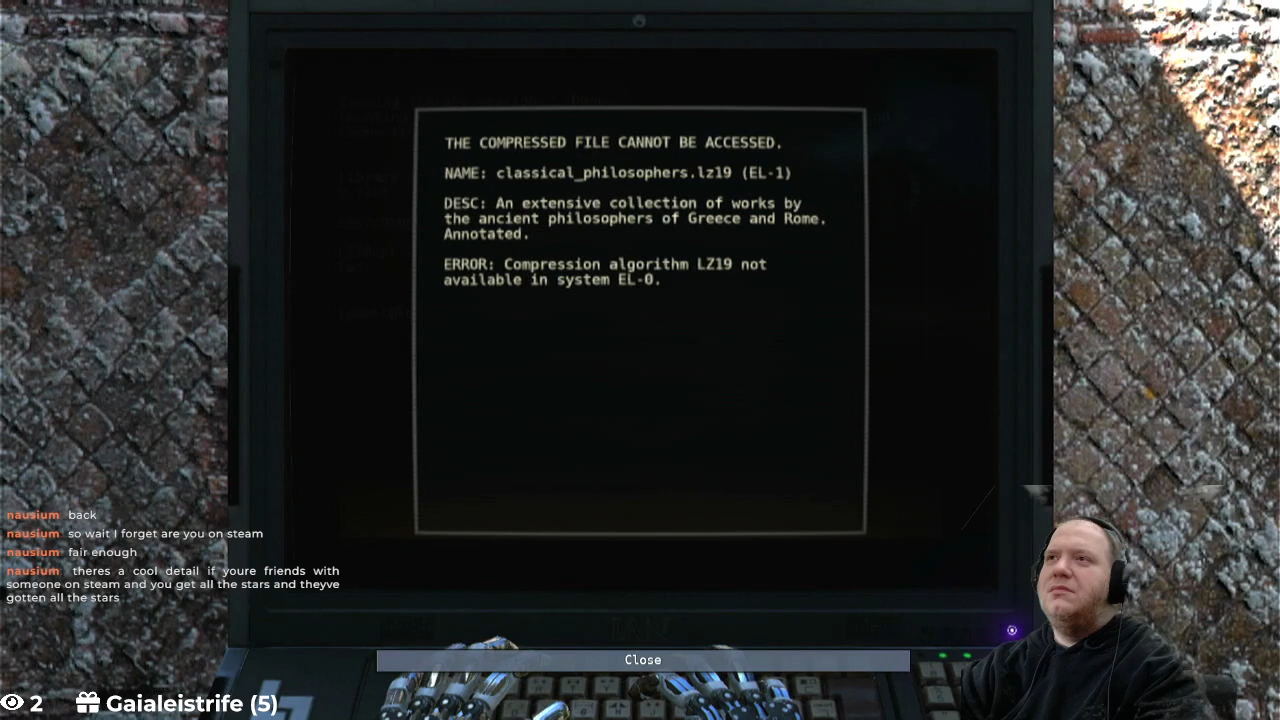 THE COMPRESSED FILE CANNOT BE ACCESSED.
NAME: classical_philosophers.lz19 (EL-1)
DESC: An extensive collection of works by
the ancient philosophers of Greece and Rome.
Annotated.
ERROR: Compression algorithm LZ19 not
available in system EL-0.
nausium back
nausium so wait I forget are you on steam
nausium fair enough
nausium theres a cool detail if youre friends with
someone on steam and you get all the stars and theyve
gotten all the stars
Close
2 Gaialeistrife (5)